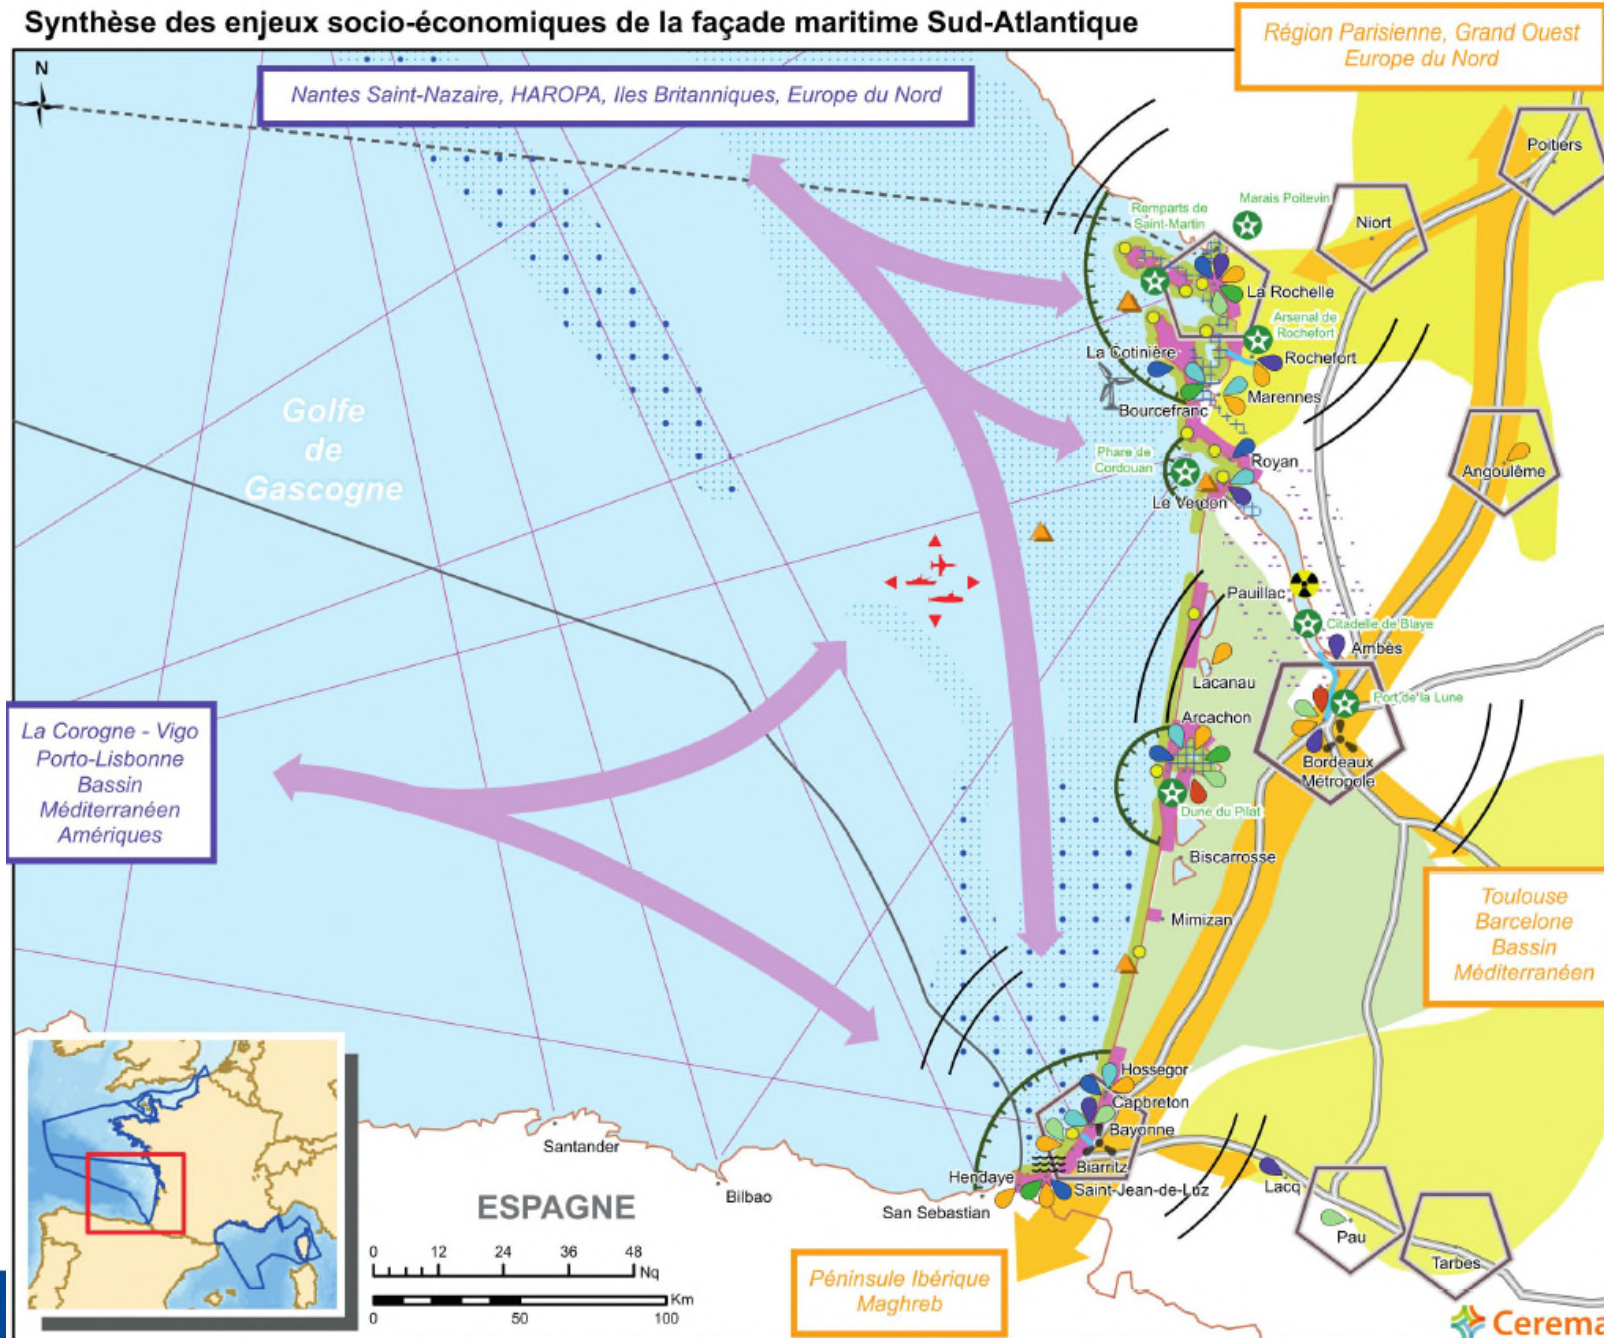 Synthèse des enjeux socio-économiques de la façade maritime Sud-Atlantique
Région Parisienne, Grand Ouest
Europe du Nord
N
Nantes Saint-Nazaire, HAROPA, Iles Britanniques, Europe du Nord
Poitiers
Marais Poitevin
Remparts de
Saint-Martin
Niort
La Rochelle
Arsenal de
Rochefort
La Cotinière
Rochefort
Marennes
Bourcefranc
Golfe
de
Gascogne
Phare de
Cordouan
Royan
Angoulême
Le Verdon
Pauillac
Citadelle de Blaye
Ambès
Lacanau
Port de la Lune
Arcachon
La Corogne - Vigo
Porto-Lisbonne
Bassin
Méditerranéen
Amériques
Bordeaux
Métropole
Dune du Pilat
Biscarrosse
Toulouse
Barcelone
Bassin
Méditerranéen
Mimizan
Hossegor
Capbreton
Bayonne
Biarritz
Santander
Hendaye
Saint-Jean-de-Luz
Lacq
Bilbao
San Sebastian
ESPAGNE
Pau
Tarbes
0 12 24 36 48
Nq
Km
0 50 100
Péninsule Ibérique
Maghreb
Cerema